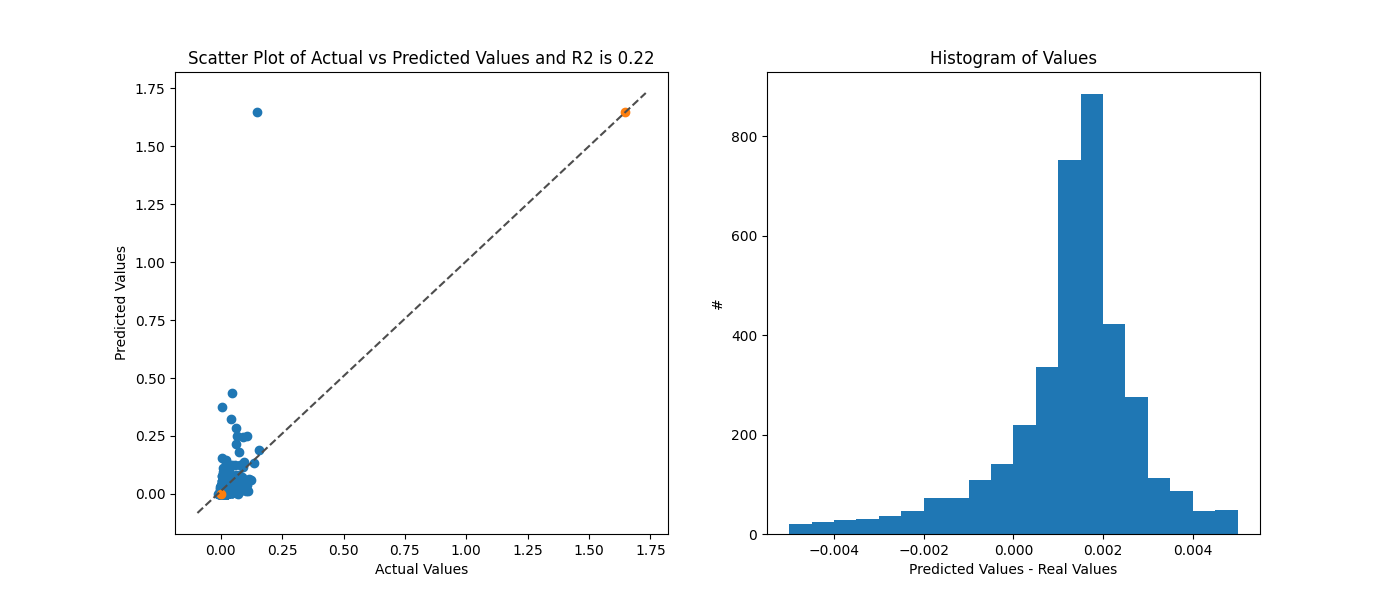 Scatter Plot of Actual vs Predicted Values and R2 is 0.22
1.75
1.50
1.25
1.00
0.75
0.50
0.25
0.00
Predicted Values
0.00 0.25 0.50 0.75 1.00 1.25 1.50 1.75
Actual Values
Histogram of Values
800
600
400
200
0
#
−0.004 −0.002 0.000 0.002 0.004
Predicted Values - Real Values